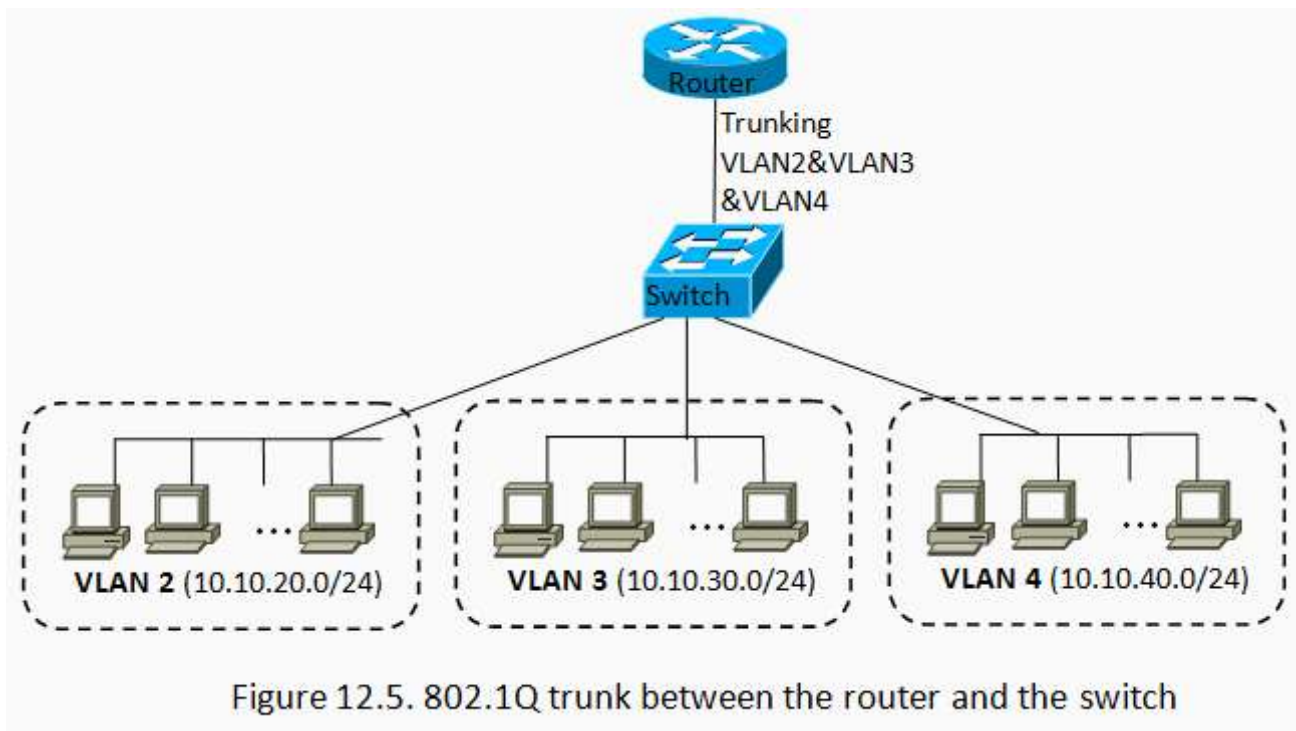 Router
Trunking
VLAN2&VLAN3
&VLAN4
Switch
VLAN 2 (10.10.20.0/24)
VLAN 3 (10.10.30.0/24)
VLAN 4 (10.10.40.0/24)
Figure 12.5. 802.1Q trunk between the router and the switch